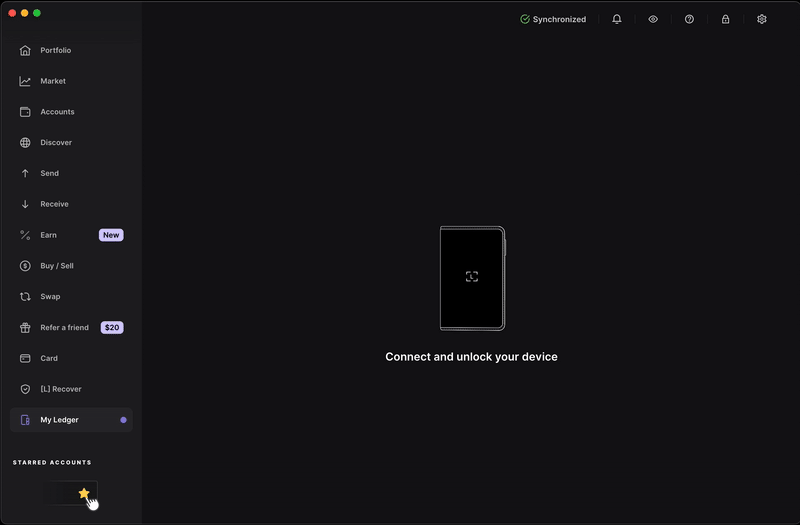 Synchronized
Portfolio
Market
Accounts
Discover
Send
Receive
Earn New
Buy / Sell
Swap
Refer a friend $20
Card
[L] Recover
My Ledger
STARRED ACCOUNTS
L
Connect and unlock your device